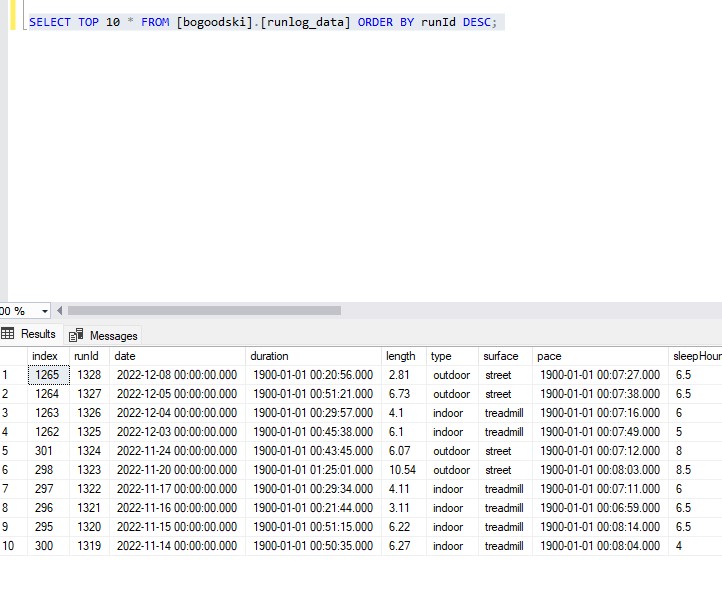 SELECT TOP 10 * FROM [bogoodski].[runlog_data] ORDER BY runId DESC;
00 %
Results Messages
index runId date duration length type surface pace sleepHour
1 1265 1328 2022-12-08 00:00:00.000 1900-01-01 00:20:56.000 2.81 outdoor street 1900-01-01 00:07:27.000 6.5
2 1264 1327 2022-12-05 00:00:00.000 1900-01-01 00:51:21.000 6.73 outdoor street 1900-01-01 00:07:38.000 6.5
3 1263 1326 2022-12-04 00:00:00.000 1900-01-01 00:29:57.000 4.1 indoor treadmill 1900-01-01 00:07:16.000 6
4 1262 1325 2022-12-03 00:00:00.000 1900-01-01 00:45:38.000 6.1 indoor treadmill 1900-01-01 00:07:49.000 5
5 301 1324 2022-11-24 00:00:00.000 1900-01-01 00:43:45.000 6.07 outdoor street 1900-01-01 00:07:12.000 8
6 298 1323 2022-11-20 00:00:00.000 1900-01-01 01:25:01.000 10.54 outdoor street 1900-01-01 00:08:03.000 8.5
7 297 1322 2022-11-17 00:00:00.000 1900-01-01 00:29:34.000 4.11 indoor treadmill 1900-01-01 00:07:11.000 6
8 296 1321 2022-11-16 00:00:00.000 1900-01-01 00:21:44.000 3.11 indoor treadmill 1900-01-01 00:06:59.000 6.5
9 295 1320 2022-11-15 00:00:00.000 1900-01-01 00:51:15.000 6.22 indoor treadmill 1900-01-01 00:08:14.000 6.5
10 300 1319 2022-11-14 00:00:00.000 1900-01-01 00:50:35.000 6.27 indoor treadmill 1900-01-01 00:08:04.000 4